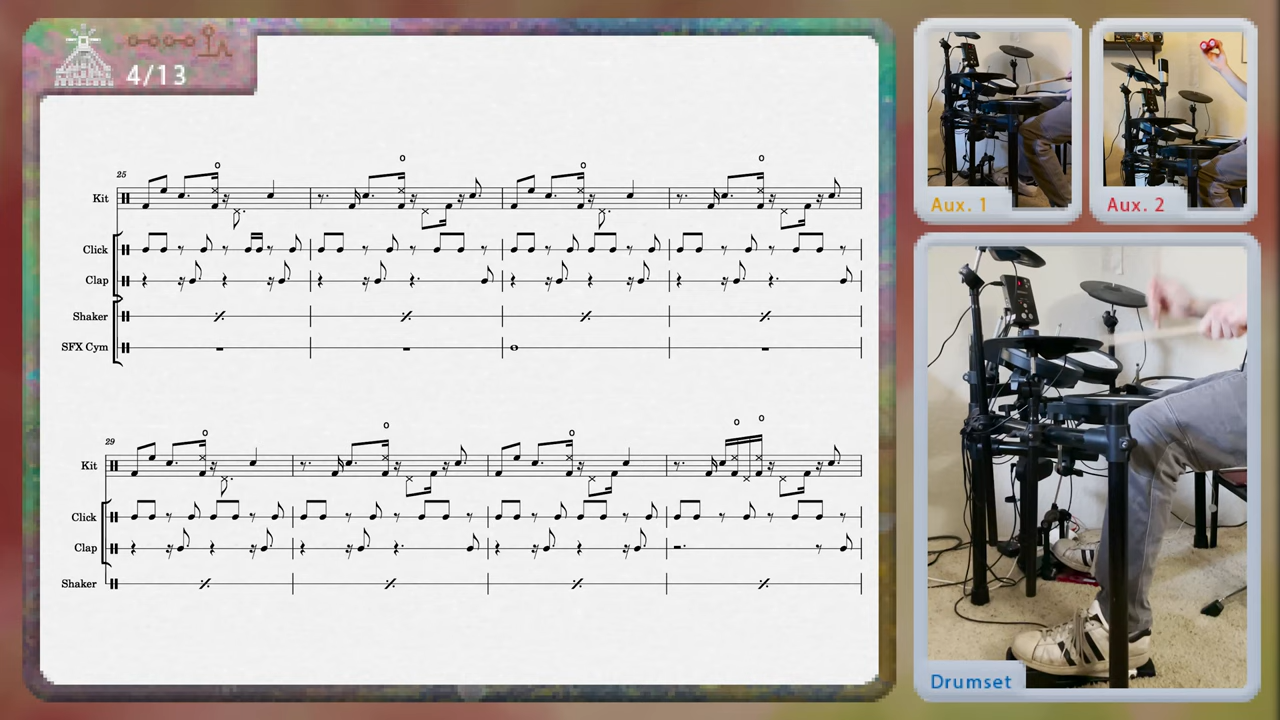 4/13
25
Kit
Click
Clap
Shaker
SFX Cym
29
Kit
Click
Clap
Shaker
Aux. 1
Aux. 2
Drumset